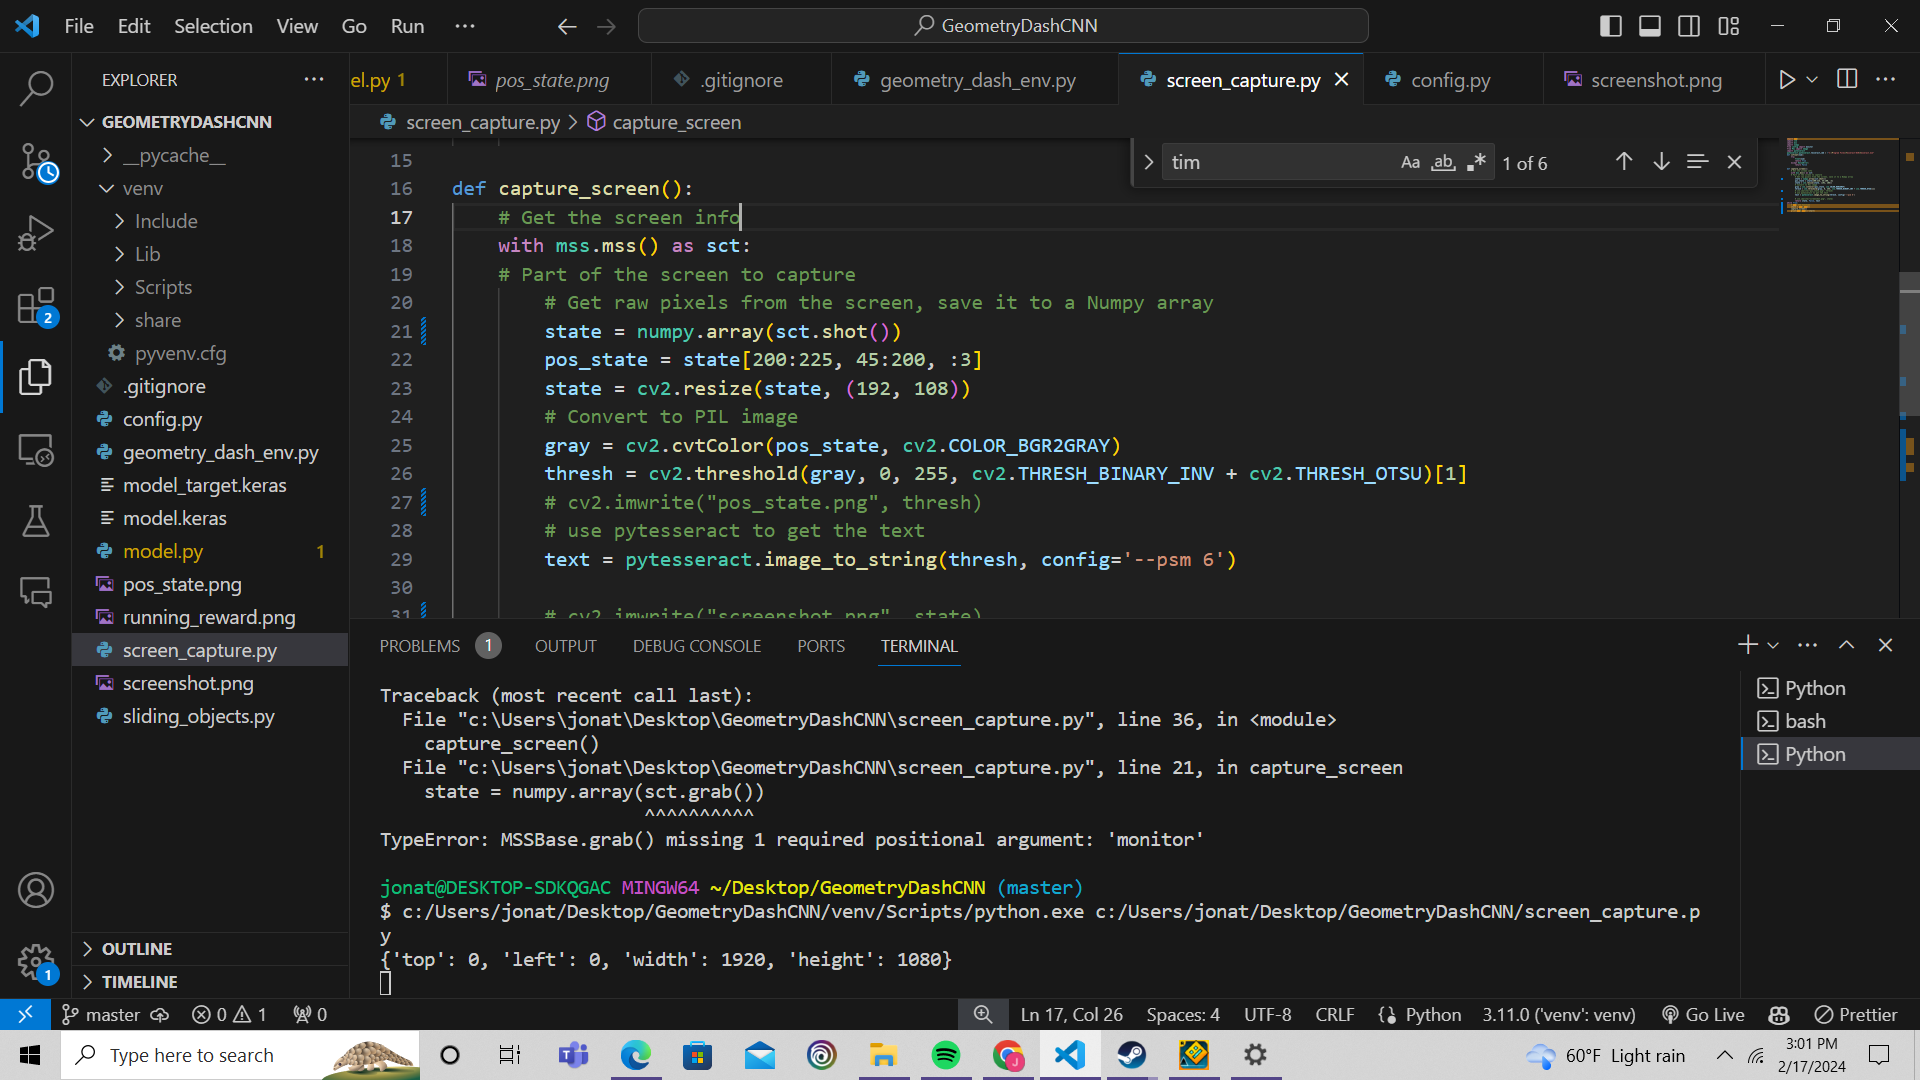 File Edit Selection View Go Run ···
GeometryDashCNN
EXPLORER
el.py 1
pos_state.png
.gitignore
geometry_dash_env.py
screen_capture.py
config.py
screenshot.png
GEOMETRYDASHCNN
__pycache__
venv
Include
Lib
Scripts
share
pyvenv.cfg
.gitignore
config.py
geometry_dash_env.py
model_target.keras
model.keras
model.py 1
pos_state.png
running_reward.png
screen_capture.py
screenshot.png
sliding_objects.py
OUTLINE
TIMELINE
2
1
screen_capture.py > capture_screen
tim
Aa ab, .*
1 of 6
15
16 def capture_screen():
17 # Get the screen info
18 with mss.mss() as sct:
19 # Part of the screen to capture
20 # Get raw pixels from the screen, save it to a Numpy array
21 state = numpy.array(sct.shot())
22 pos_state = state[200:225, 45:200, :3]
23 state = cv2.resize(state, (192, 108))
24 # Convert to PIL image
25 gray = cv2.cvtColor(pos_state, cv2.COLOR_BGR2GRAY)
26 thresh = cv2.threshold(gray, 0, 255, cv2.THRESH_BINARY_INV + cv2.THRESH_OTSU)[1]
27 # cv2.imwrite("pos_state.png", thresh)
28 # use pytesseract to get the text
29 text = pytesseract.image_to_string(thresh, config='--psm 6')
30
31 # cv2.imwrite("screenshot.png", state)
PROBLEMS 1 OUTPUT DEBUG CONSOLE PORTS TERMINAL
Traceback (most recent call last):
File "c:\Users\jonat\Desktop\GeometryDashCNN\screen_capture.py", line 36, in <module>
capture_screen()
File "c:\Users\jonat\Desktop\GeometryDashCNN\screen_capture.py", line 21, in capture_screen
state = numpy.array(sct.grab())
^^^^^^^^^^
TypeError: MSSBase.grab() missing 1 required positional argument: 'monitor'
jonat@DESKTOP-SDKQGAC MINGW64 ~/Desktop/GeometryDashCNN (master)
$ c:/Users/jonat/Desktop/GeometryDashCNN/venv/Scripts/python.exe c:/Users/jonat/Desktop/GeometryDashCNN/screen_capture.p
y
{'top': 0, 'left': 0, 'width': 1920, 'height': 1080}
Python
bash
Python
master 0 1 0
Ln 17, Col 26 Spaces: 4 UTF-8 CRLF Python 3.11.0 ('venv': venv) Go Live Prettier
Type here to search
60°F Light rain
3:01 PM
2/17/2024